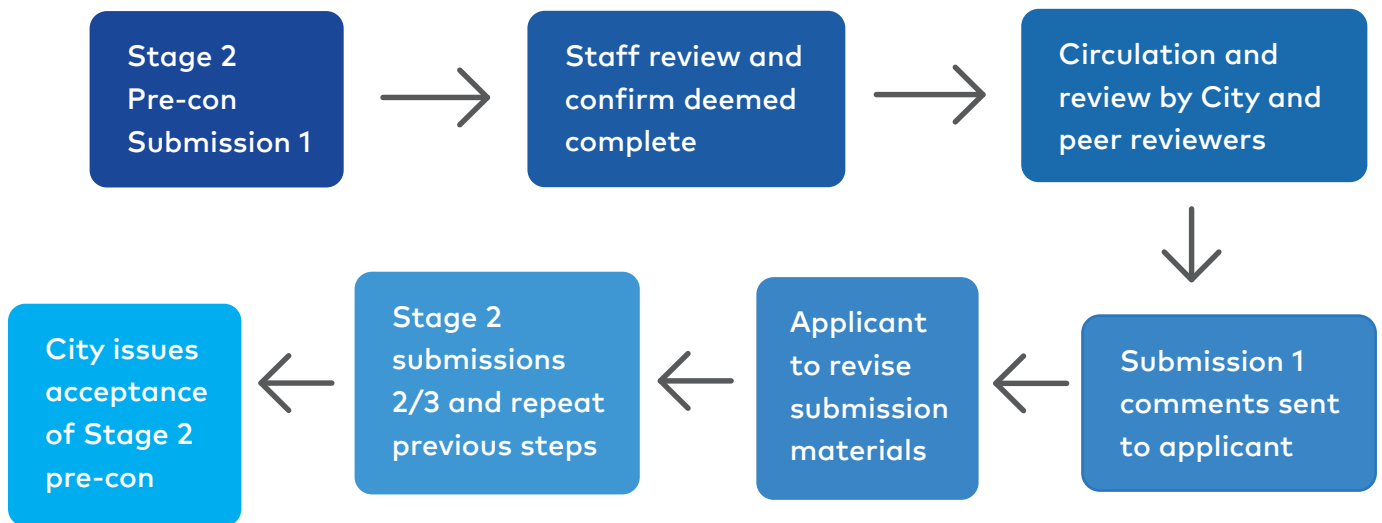 Stage 2
Pre-con
Submission 1
Staff review and
confirm deemed
complete
Circulation and
review by City and
peer reviewers
Submission 1
comments sent
to applicant
Applicant
to revise
submission
materials
Stage 2
submissions
2/3 and repeat
previous steps
City issues
acceptance
of Stage 2
pre-con